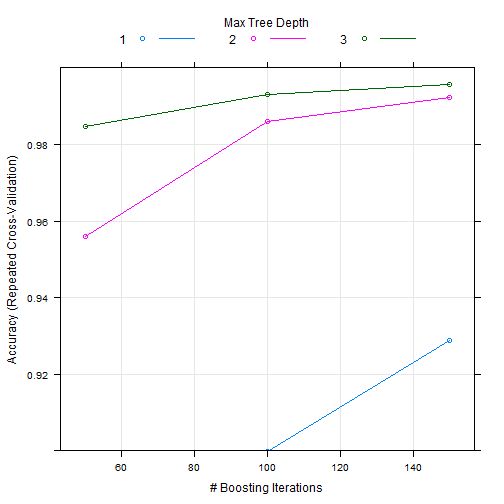 Max Tree Depth
1 2 3
0.98
0.96
0.94
0.92
Accuracy (Repeated Cross-Validation)
60 80 100 120 140
# Boosting Iterations